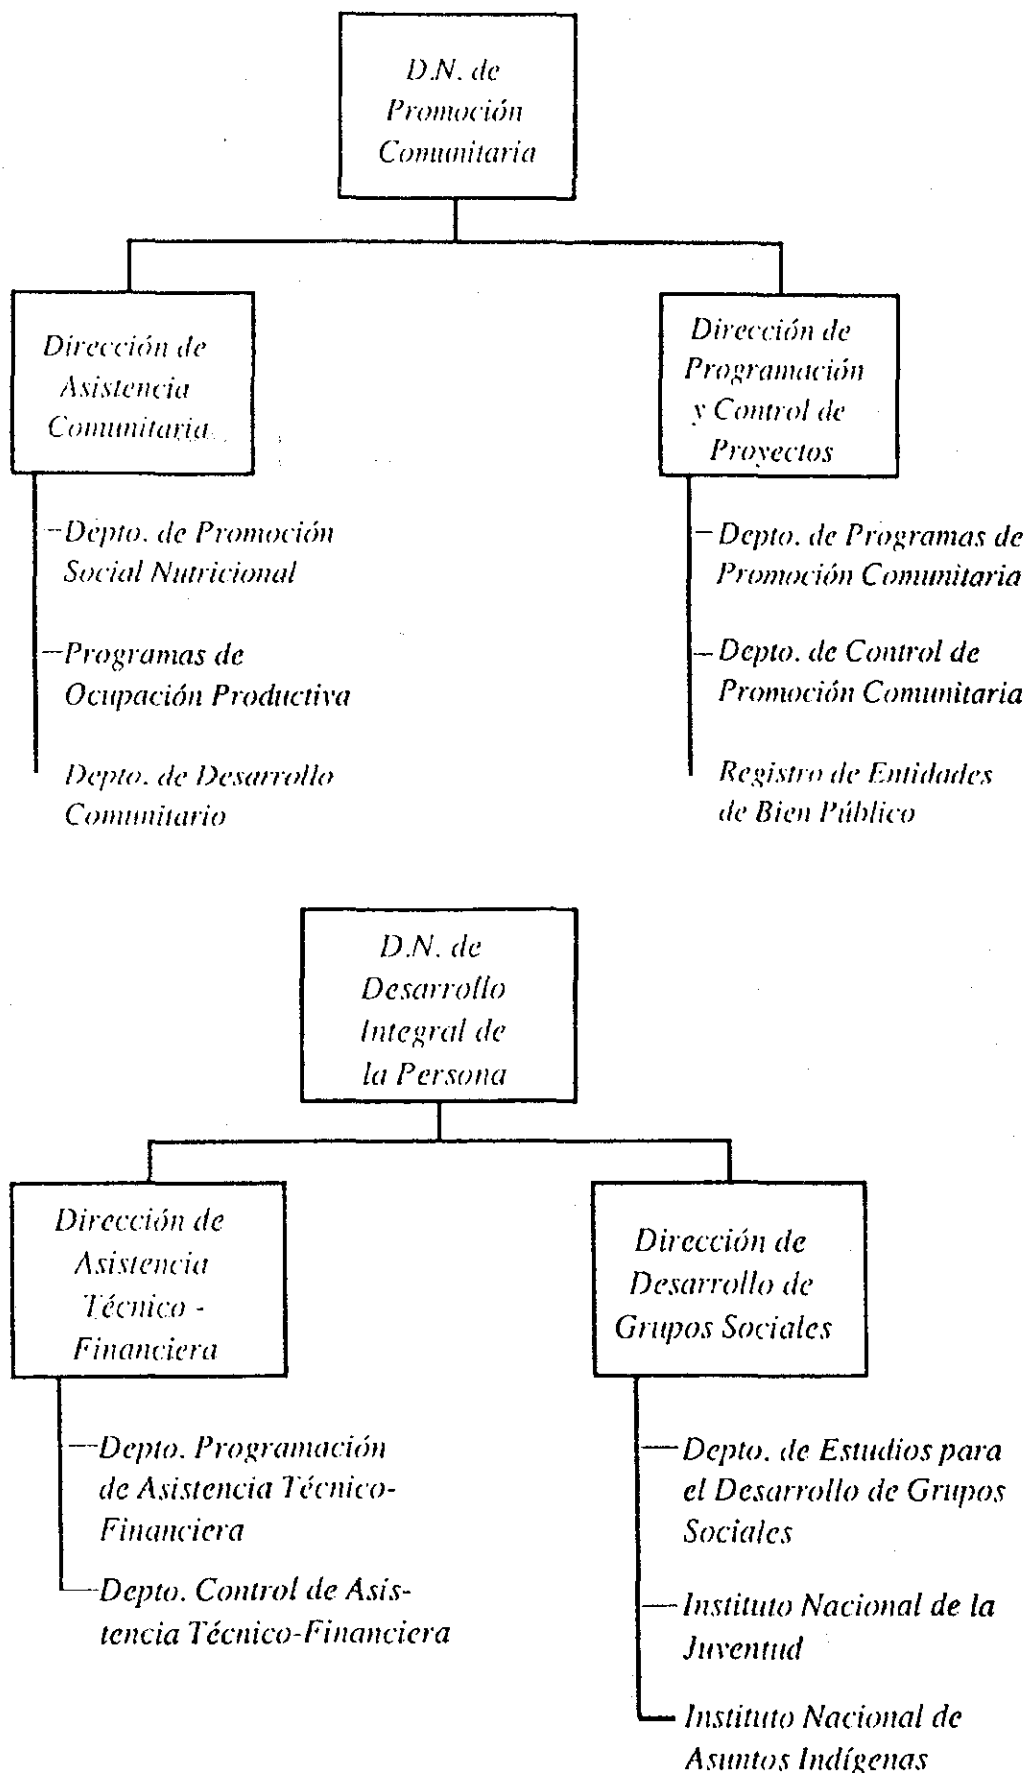 D.N. de
Promoción
Comunitaria
Dirección de
Asistencia
Comunitaria
Dirección de
Programación
y Control de
Proyectos
Depto. de Promoción
Social Nutricional
Programas de
Ocupación Productiva
Depto. de Desarrollo
Comunitario
Depto. de Programas de
Promoción Comunitaria
Depto. de Control de
Promoción Comunitaria
Registro de Entidades
de Bien Público
D.N. de
Desarrollo
Integral de
la Persona
Dirección de
Asistencia
Técnico -
Financiera
Dirección de
Desarrollo de
Grupos Sociales
Depto. Programación
de Asistencia Técnico-
Financiera
Depto. Control de Asis-
tencia Técnico-Financiera
Depto. de Estudios para
el Desarrollo de Grupos
Sociales
Instituto Nacional de la
Juventud
Instituto Nacional de
Asuntos Indígenas